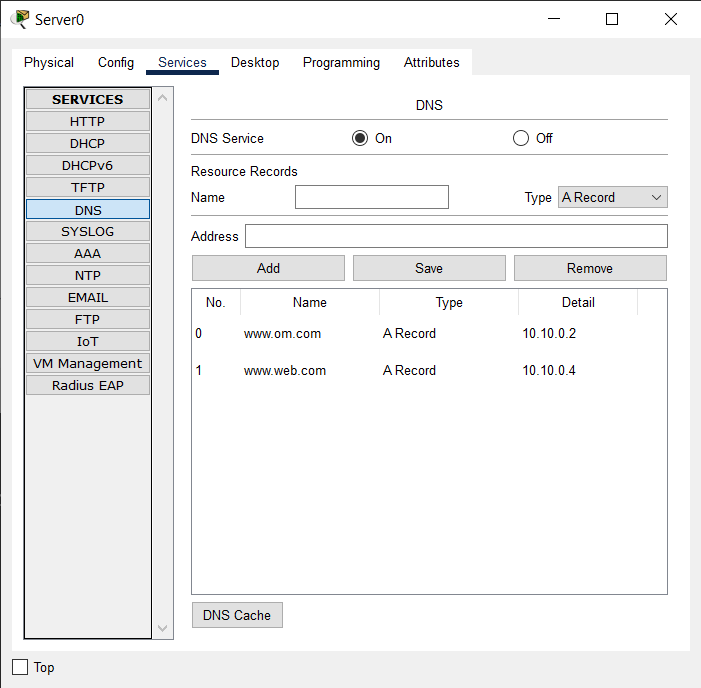 Server0
Physical Config Services Desktop Programming Attributes
SERVICES
HTTP
DHCP
DHCPv6
TFTP
DNS
SYSLOG
AAA
NTP
EMAIL
FTP
IoT
VM Management
Radius EAP
DNS
DNS Service On Off
Resource Records
Name Type A Record
Address
Add Save Remove
No. Name Type Detail
0 www.om.com A Record 10.10.0.2
1 www.web.com A Record 10.10.0.4
DNS Cache
Top